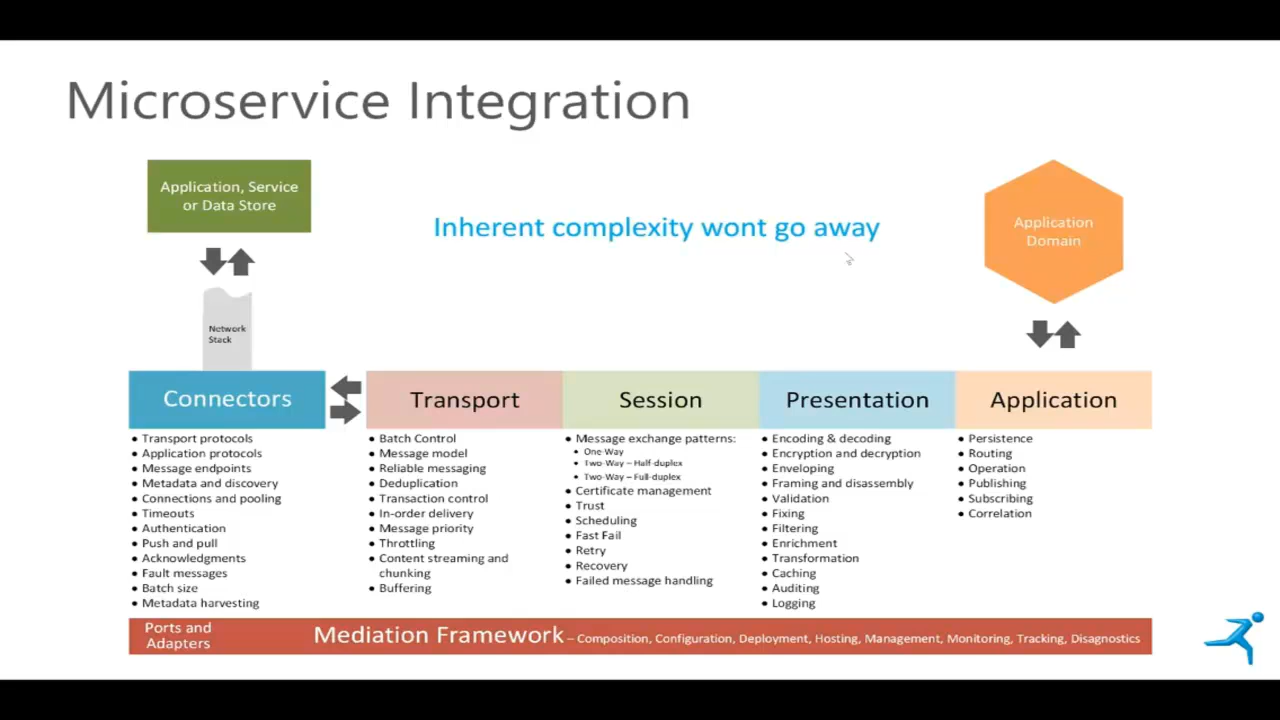 Microservice Integration
Application, Service
or Data Store
Inherent complexity wont go away
Application
Domain
Network
Stack
Connectors
Transport
Session
Presentation
Application
• Transport protocols
• Application protocols
• Message endpoints
• Metadata and discovery
• Connections and pooling
• Timeouts
• Authentication
• Push and pull
• Acknowledgments
• Fault messages
• Batch size
• Metadata harvesting
• Batch Control
• Message model
• Reliable messaging
• Deduplication
• Transaction control
• In-order delivery
• Message priority
• Throttling
• Content streaming and
chunking
• Buffering
• Message exchange patterns:
• One-Way
• Two-Way – Half-duplex
• Two-Way – Full-duplex
• Certificate management
• Trust
• Scheduling
• Fast Fail
• Retry
• Recovery
• Failed message handling
• Encoding & decoding
• Encryption and decryption
• Enveloping
• Framing and disassembly
• Validation
• Fixing
• Filtering
• Enrichment
• Transformation
• Caching
• Auditing
• Logging
• Persistence
• Routing
• Operation
• Publishing
• Subscribing
• Correlation
Ports and
Adapters
Mediation Framework – Composition, Configuration, Deployment, Hosting, Management, Monitoring, Tracking, Disagnostics